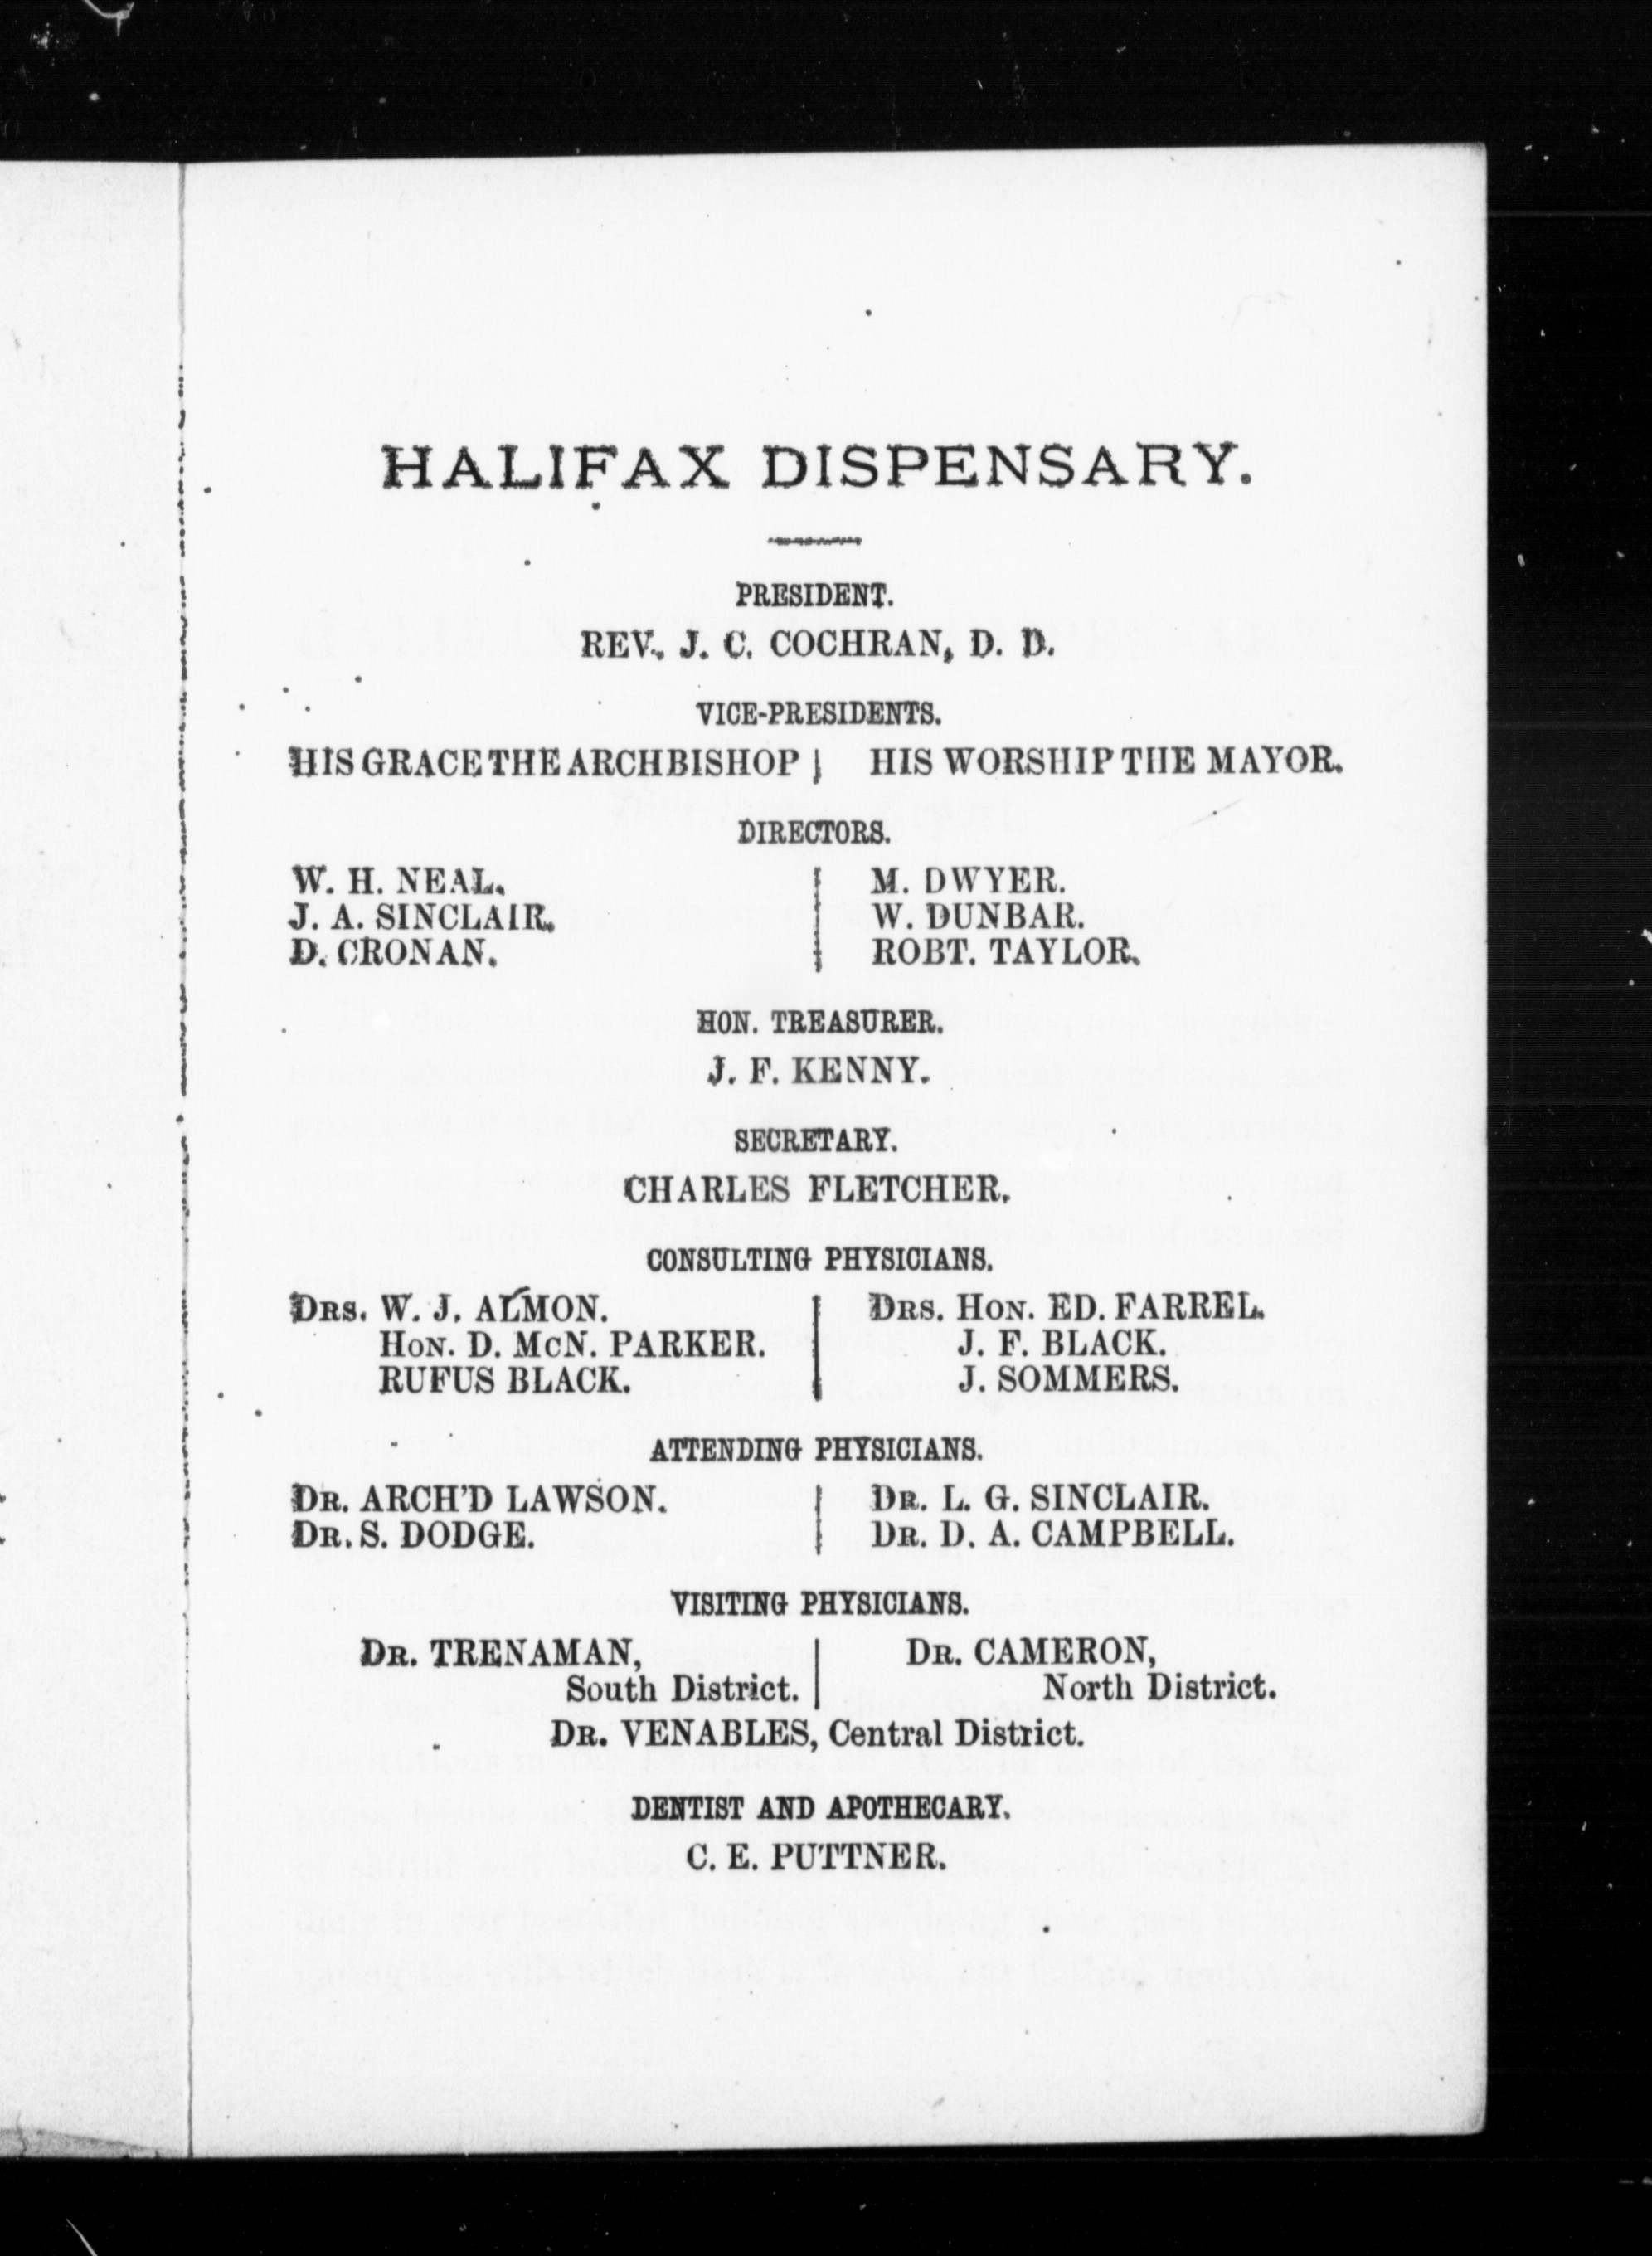 HALIFAX DISPENSARY.
PRESIDENT.
REV. J. C. COCHRAN, D. D.
VICE-PRESIDENTS.
HIS GRACE THE ARCHBISHOP | HIS WORSHIP THE MAYOR.
DIRECTORS.
W. H. NEAL. | M. DWYER.
J. A. SINCLAIR. | W. DUNBAR.
D. CRONAN. | ROBT. TAYLOR.
HON. TREASURER.
J. F. KENNY.
SECRETARY.
CHARLES FLETCHER.
CONSULTING PHYSICIANS.
DRS. W. J. ALMON. | DRS. HON. ED. FARREL.
HON. D. McN. PARKER. | J. F. BLACK.
RUFUS BLACK. | J. SOMMERS.
ATTENDING PHYSICIANS.
DR. ARCH'D LAWSON. | DR. L. G. SINCLAIR.
DR. S. DODGE. | DR. D. A. CAMPBELL.
VISITING PHYSICIANS.
DR. TRENAMAN, | DR. CAMERON,
South District. | North District.
DR. VENABLES, Central District.
DENTIST AND APOTHECARY.
C. E. PUTTNER.